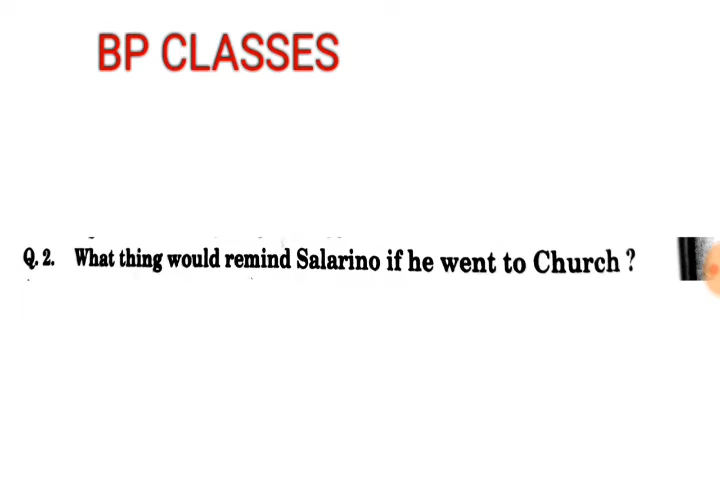 BP CLASSES
Q. 2. What thing would remind Salarino if he went to Church ?